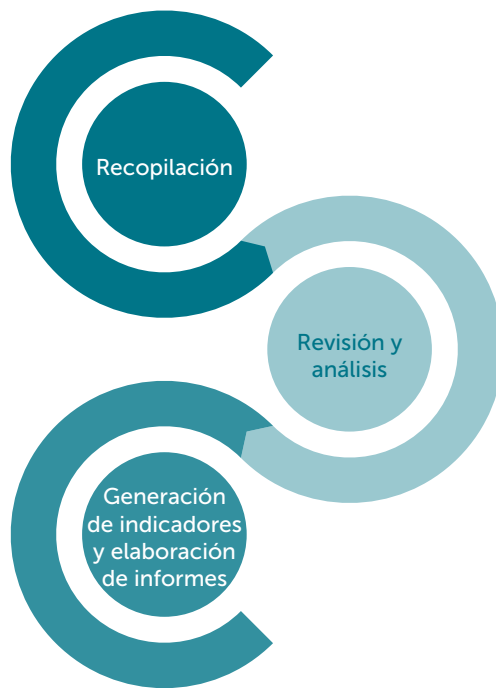 Recopilación
Revisión y
análisis
Generación
de indicadores
y elaboración
de informes